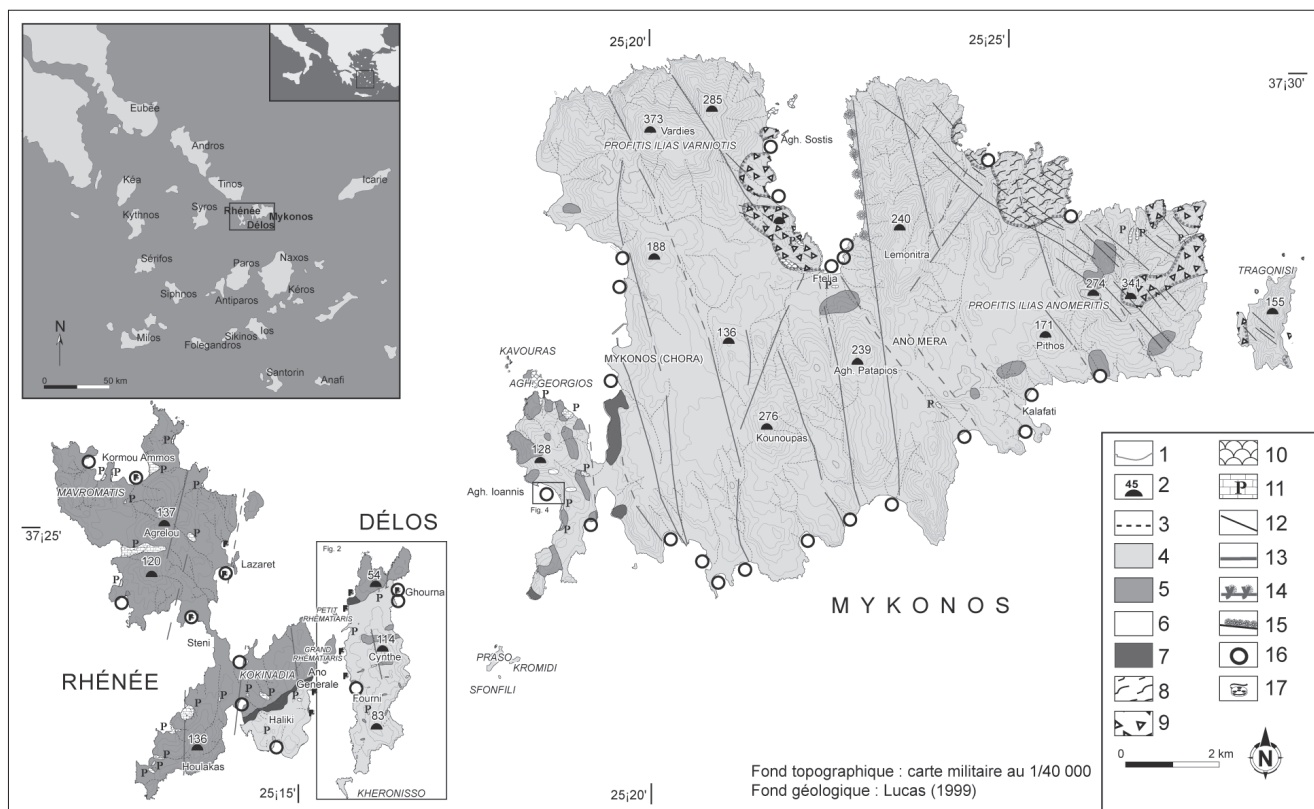 Eubée
Andros
Tinos
Icarie
Kéa
Syros
Rhénée
Mykonos
Délos
Kythnos
Sérifos
Paros
Naxos
Siphnos
Antiparos
Kéros
Milos
Folegandros
Sikinos
Ios
Santorin
Anafi
N
0 50 km
25¡20'
25¡25'
37¡30'
285
373
Vardies
PROFITIS ILIAS VARNIOTIS
Agh. Sostis
240
Lemonitra
188
Ftelia
P
P
P
P
P
TRAGONISI
155
274
341
PROFITIS ILIAS ANOMERITIS
171
Pithos
136
ANO MERA
239
Agh. Patapios
MYKONOS (CHORA)
KAVOURAS
AGH. GEORGIOS
P
P
P
276
Kounoupas
Kalafati
128
P
Agh. Ioannis
Fig. 4
P
P
MYKONOS
PRASO
KROMIDI
SFONFILI
P
Kormou Ammos
P
P
P
P
MAVROMATIS
P
137
Agrelou
P
P
37¡25'
120
P
Lazaret
Steni
RHÉNÉE
DÉLOS
Fig. 2
54
Ghourna
P
PETIT
RHÉMATIARIS
GRAND
RHÉMATIARIS
114
Cynthe
P
KOKINADIA
Ano
Generale
Fourni
P
83
Haliki
P
P
P
P
P
P
P
P
136
Houlakas
P
P
P
25¡15'
KHERONISSO
25¡20'
Fond topographique : carte militaire au 1/40 000
Fond géologique : Lucas (1999)
1
45 2
3
4
5
6
7
8
9
10
P 11
12
13
14
15
16
17
0 2 km
N